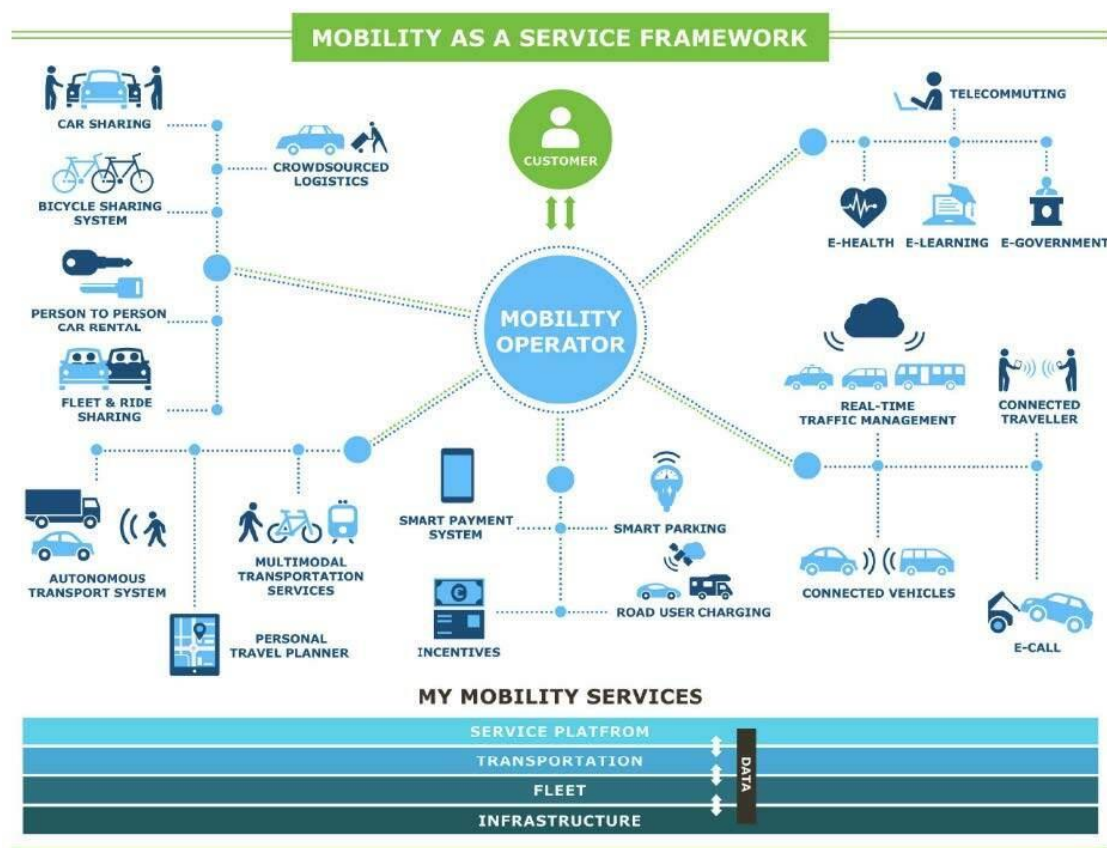 MOBILITY AS A SERVICE FRAMEWORK
CAR SHARING
CROWDSOURCED
LOGISTICS
BICYCLE SHARING
SYSTEM
PERSON TO PERSON
CAR RENTAL
FLEET & RIDE
SHARING
CUSTOMER
MOBILITY
OPERATOR
TELECOMMUTING
E-HEALTH
E-LEARNING
E-GOVERNMENT
REAL-TIME
TRAFFIC MANAGEMENT
CONNECTED
TRAVELLER
CONNECTED VEHICLES
E-CALL
AUTONOMOUS
TRANSPORT SYSTEM
MULTIMODAL
TRANSPORTATION
SERVICES
PERSONAL
TRAVEL PLANNER
SMART PAYMENT
SYSTEM
SMART PARKING
INCENTIVES
ROAD USER CHARGING
MY MOBILITY SERVICES
SERVICE PLATFROM
TRANSPORTATION
FLEET
INFRASTRUCTURE
DATA